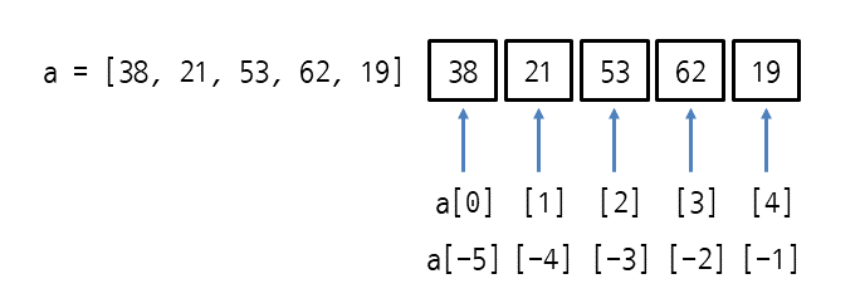 a = [38, 21, 53, 62, 19] 38 21 53 62 19
a[0] [1] [2] [3] [4]
a[-5] [-4] [-3] [-2] [-1]